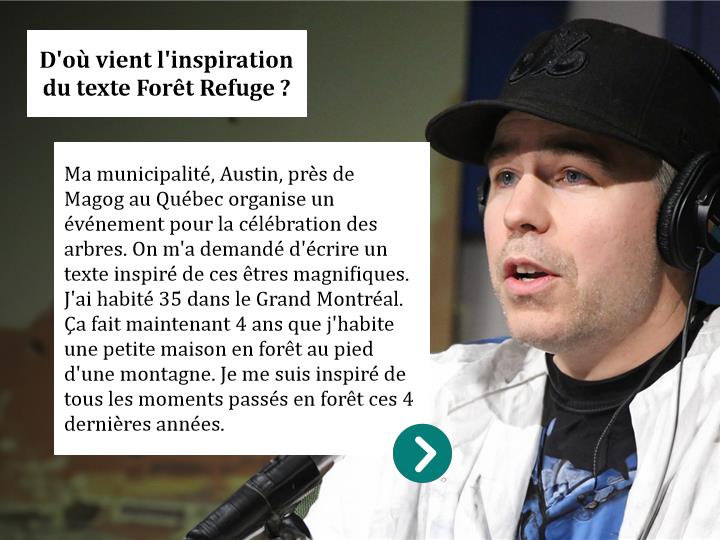 D'où vient l'inspiration
du texte Forêt Refuge ?
Ma municipalité, Austin, près de
Magog au Québec organise un
événement pour la célébration des
arbres. On m'a demandé d'écrire un
texte inspiré de ces êtres magnifiques.
J'ai habité 35 dans le Grand Montréal.
Ça fait maintenant 4 ans que j'habite
une petite maison en forêt au pied
d'une montagne. Je me suis inspiré de
tous les moments passés en forêt ces 4
dernières années.